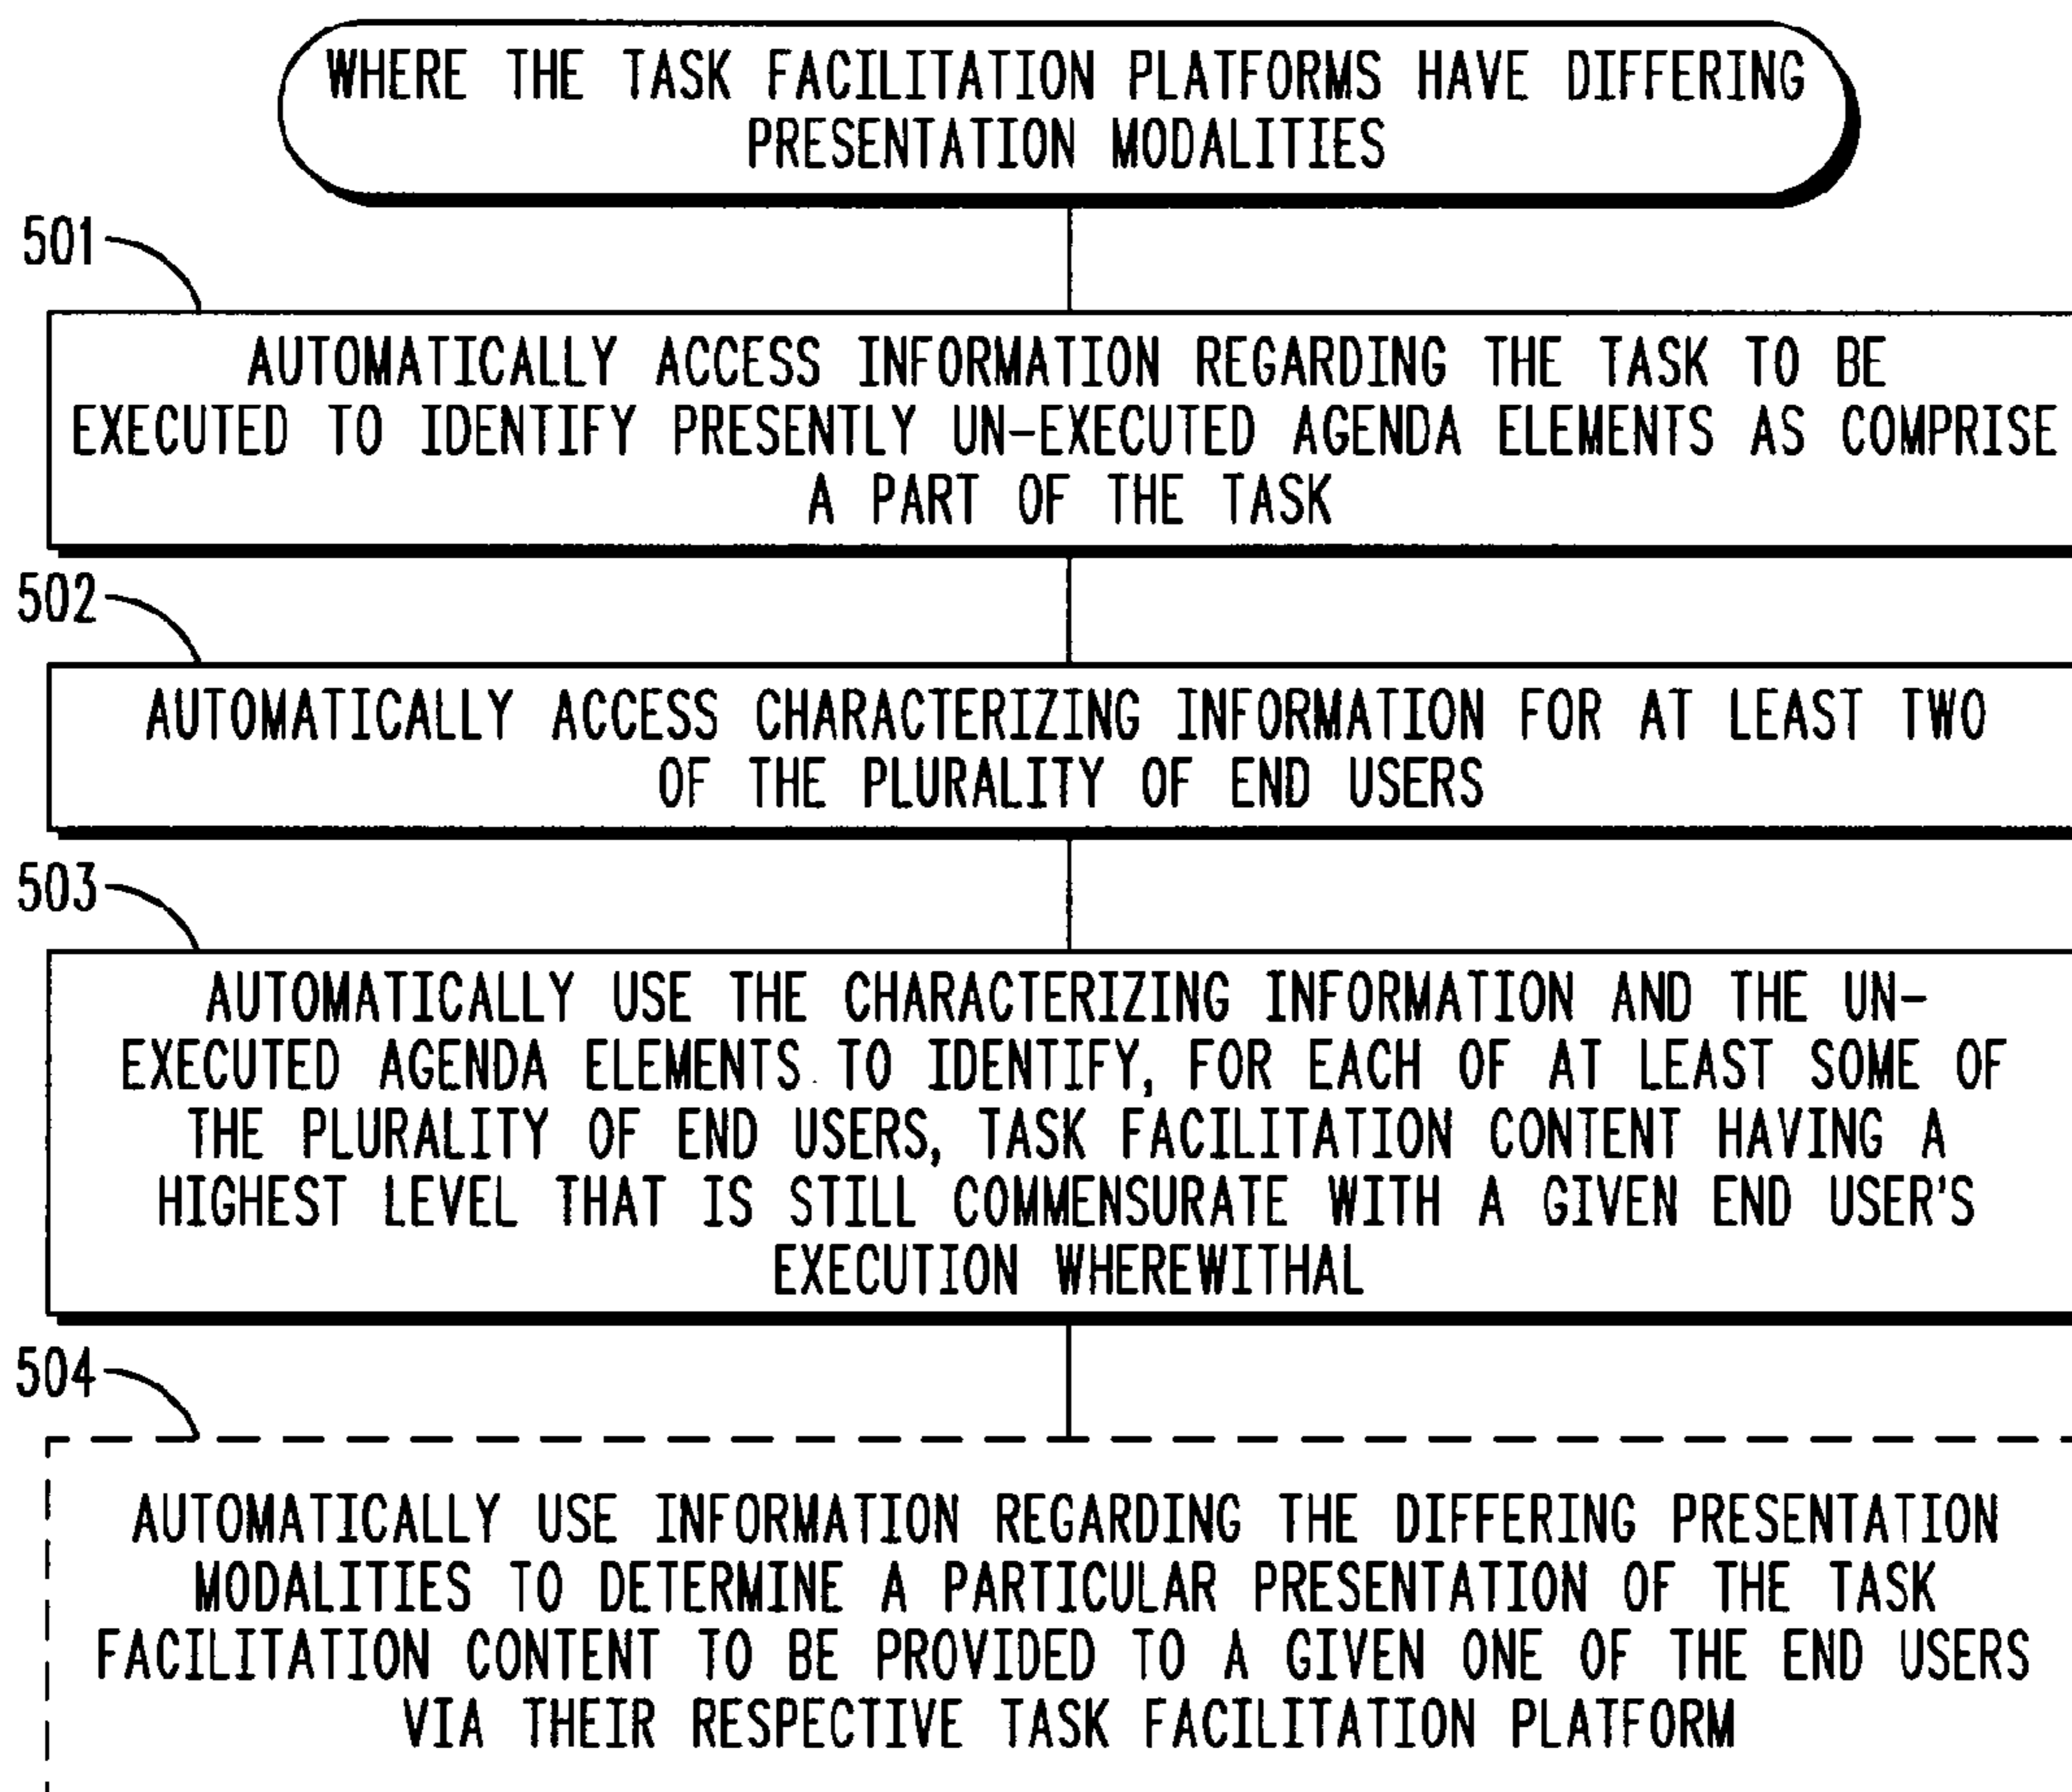 WHERE THE TASK FACILITATION PLATFORMS HAVE DIFFERING
PRESENTATION MODALITIES
501
AUTOMATICALLY ACCESS INFORMATION REGARDING THE TASK TO BE
EXECUTED TO IDENTIFY PRESENTLY UN-EXECUTED AGENDA ELEMENTS AS COMPRISE
A PART OF THE TASK
502
AUTOMATICALLY ACCESS CHARACTERIZING INFORMATION FOR AT LEAST TWO
OF THE PLURALITY OF END USERS
503
AUTOMATICALLY USE THE CHARACTERIZING INFORMATION AND THE UN-
EXECUTED AGENDA ELEMENTS TO IDENTIFY, FOR EACH OF AT LEAST SOME OF
THE PLURALITY OF END USERS, TASK FACILITATION CONTENT HAVING A
HIGHEST LEVEL THAT IS STILL COMMENSURATE WITH A GIVEN END USER'S
EXECUTION WHEREWITHAL
504
AUTOMATICALLY USE INFORMATION REGARDING THE DIFFERING PRESENTATION
MODALITIES TO DETERMINE A PARTICULAR PRESENTATION OF THE TASK
FACILITATION CONTENT TO BE PROVIDED TO A GIVEN ONE OF THE END USERS
VIA THEIR RESPECTIVE TASK FACILITATION PLATFORM